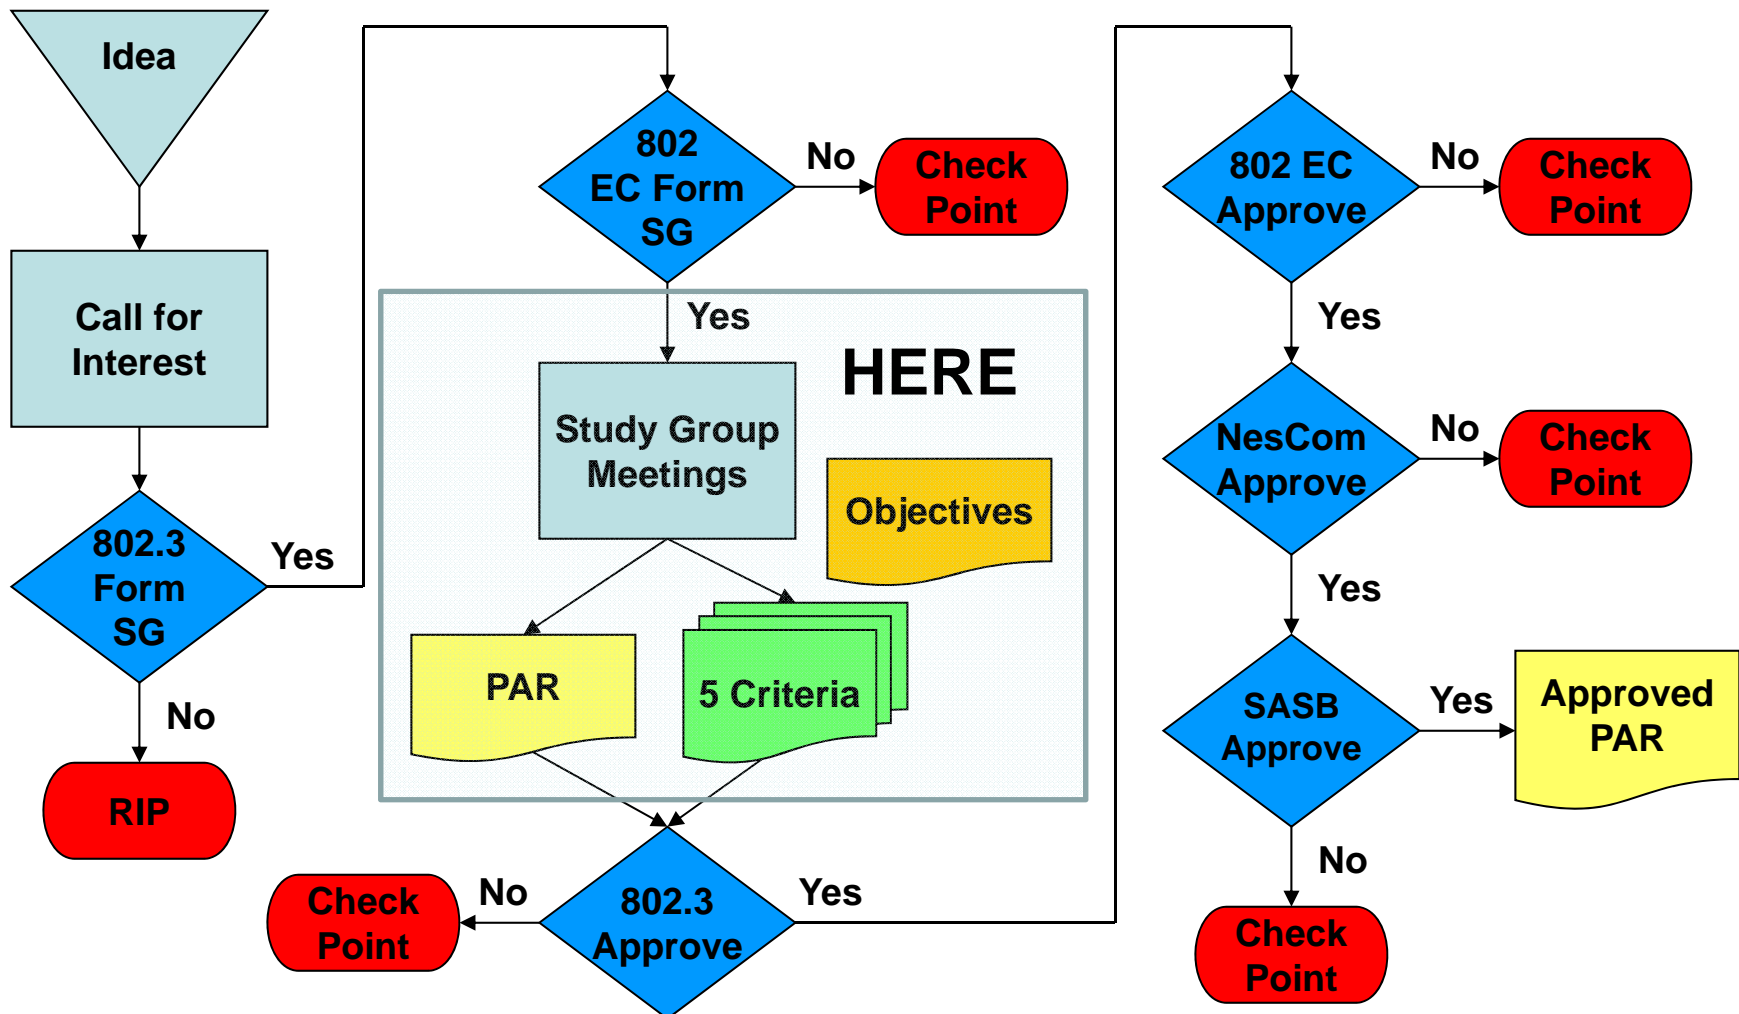 Idea
Call for
Interest
802.3
Form
SG
Yes
No
RIP
802
EC Form
SG
No
Check
Point
Yes
HERE
Study Group
Meetings
Objectives
PAR
5 Criteria
802.3
Approve
No
Check
Point
Yes
802 EC
Approve
No
Check
Point
Yes
NesCom
Approve
No
Check
Point
Yes
SASB
Approve
Yes
Approved
PAR
No
Check
Point